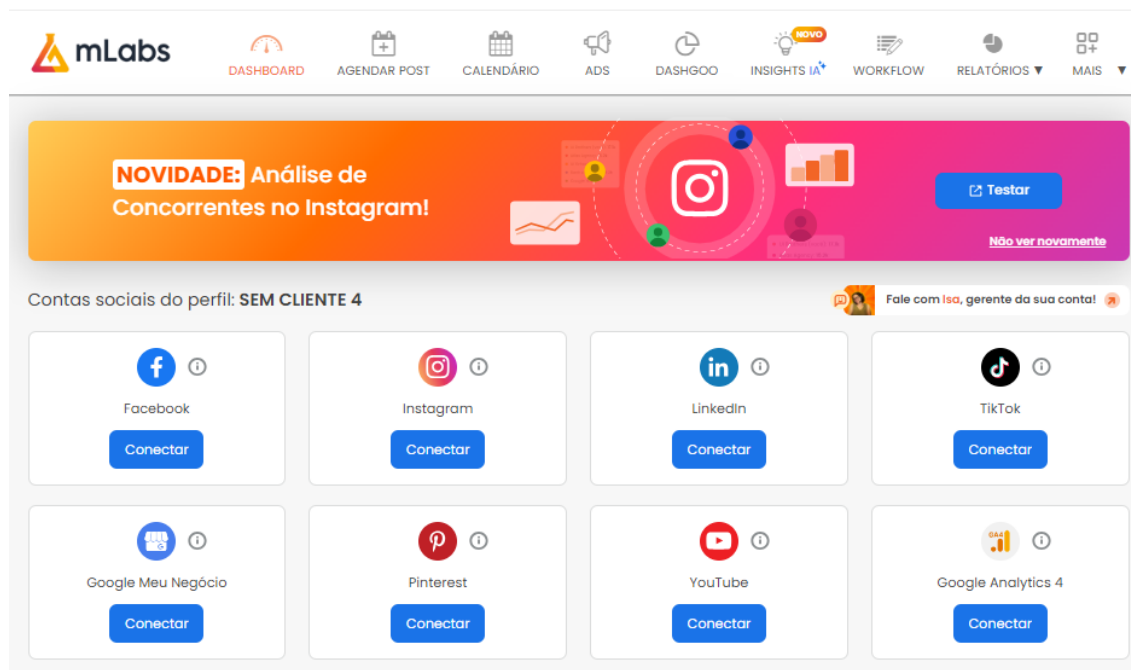 mLabs
DASHBOARD
AGENDAR POST
CALENDÁRIO
ADS
DASHGOO
NOVO
INSIGHTS IA
WORKFLOW
RELATÓRIOS ▼
MAIS ▼
NOVIDADE: Análise de
Concorrentes no Instagram!
Testar
Não ver novamente
Contas sociais do perfil: SEM CLIENTE 4
Fale com Isa, gerente da sua conta!
Facebook
Instagram
LinkedIn
TikTok
Conectar
Conectar
Conectar
Conectar
Google Meu Negócio
Pinterest
YouTube
GA4
Google Analytics 4
Conectar
Conectar
Conectar
Conectar